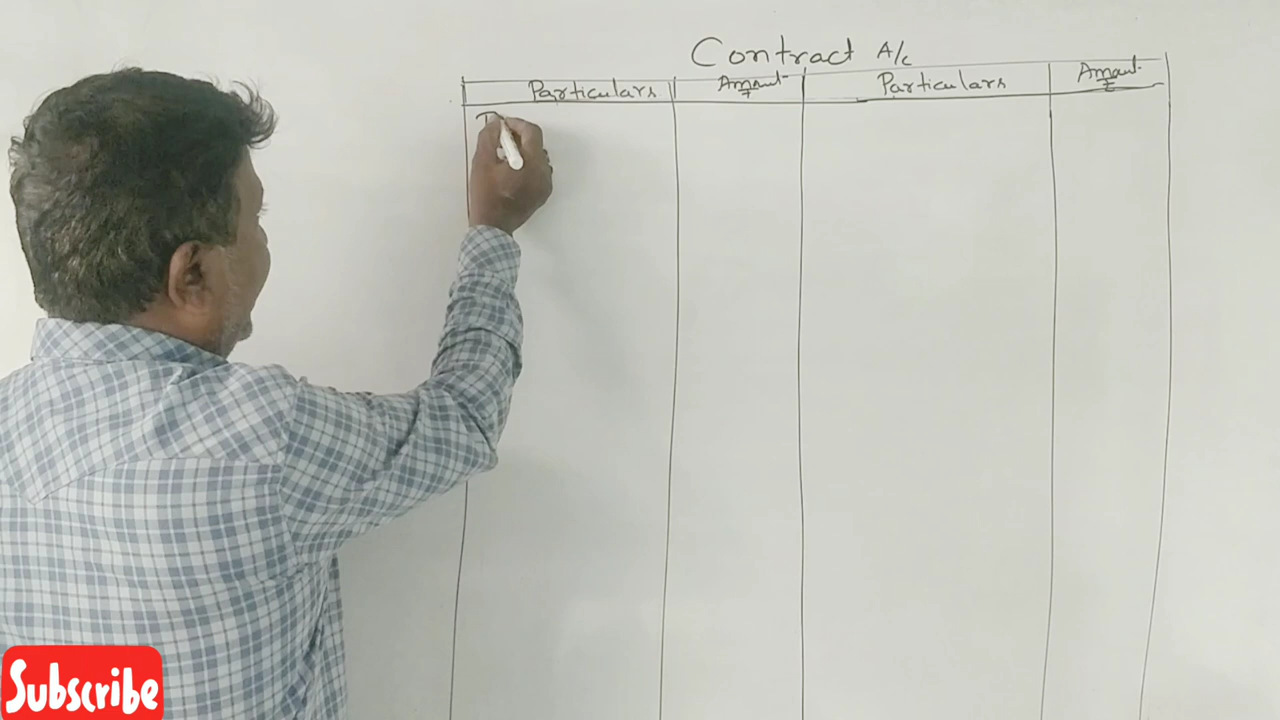 Contract A/c
Particulars Amount Particulars Amount
₹ ₹
Subscribe